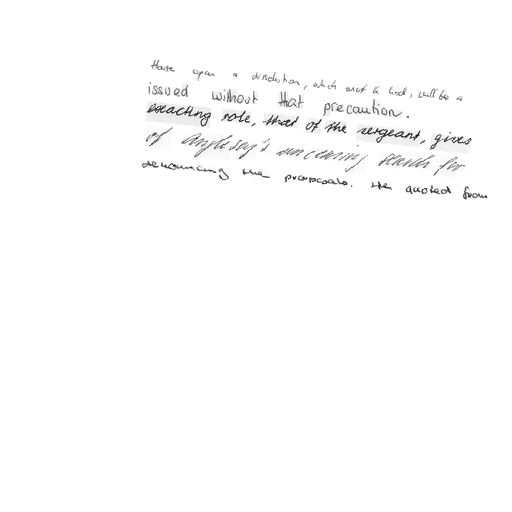 House upon a dissolution, which must be had, will be a
issued without that precaution.
exacting role, that of the sergeant, gives
of Anglesey's unceasing search for
denouncing the proposals. He quoted from